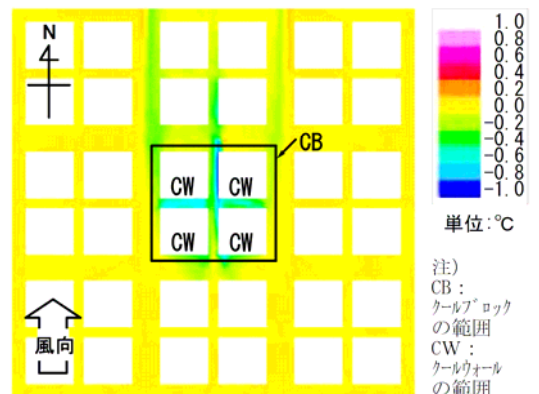 N
CB
CW CW
CW CW
風向
1.0
0.8
0.6
0.4
0.2
0.0
-0.2
-0.4
-0.6
-0.8
-1.0
単位:℃
注)
CB:
クールブロック
の範囲
CW:
クールウォール
の範囲